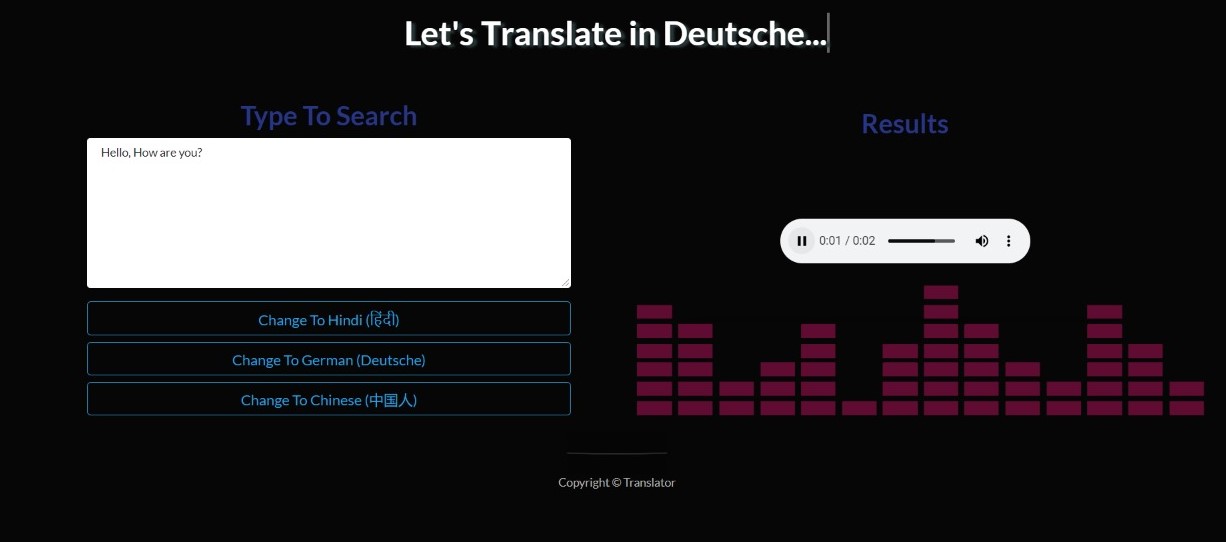 Let's Translate in Deutsche...
Type To Search
Hello, How are you?
Change To Hindi (हिंदी)
Change To German (Deutsche)
Change To Chinese (中国人)
Results
0:01 / 0:02
Copyright © Translator